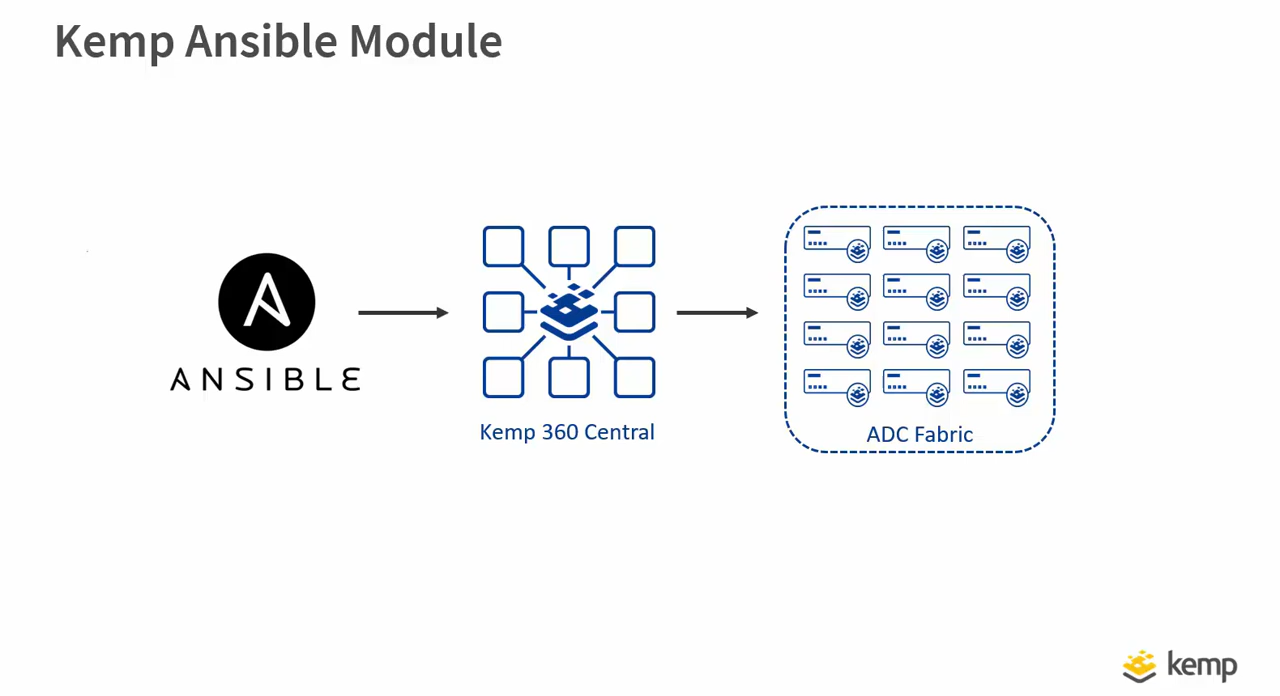 Kemp Ansible Module
ANSIBLE
Kemp 360 Central
ADC Fabric
kemp